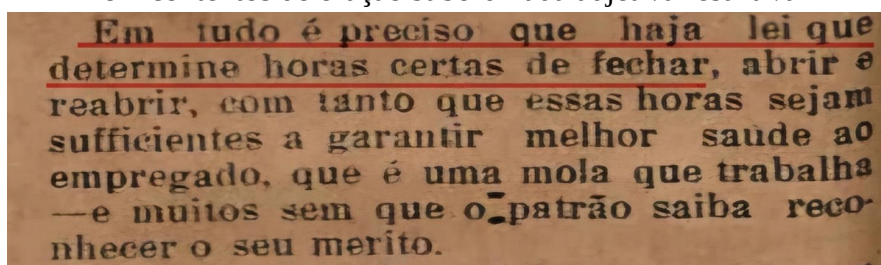 Em tudo é preciso que haja lei que
determine horas certas de fechar, abrir e
reabrir, com tanto que essas horas sejam
sufficientes a garantir melhor saude ao
empregado, que é uma mola que trabalha
—e muitos sem que o patrão saiba reco-
nhecer o seu merito.